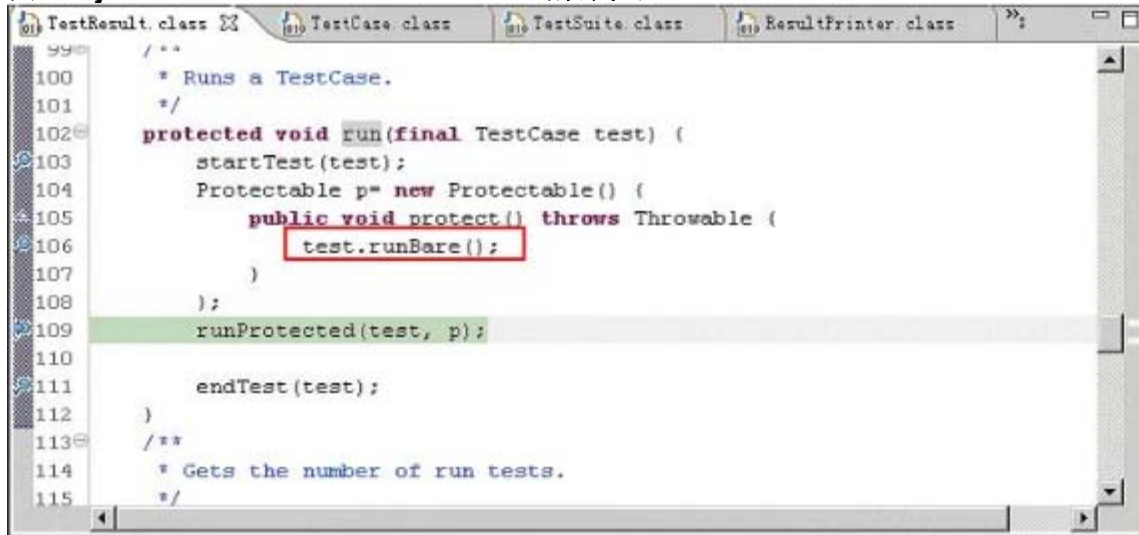 TestResult.class TestCase.class TestSuite.class ResultPrinter.class
99 /**
100 * Runs a TestCase.
101 */
102 protected void run(final TestCase test) {
103 startTest(test);
104 Protectable p= new Protectable() {
105 public void protect() throws Throwable {
106 test.runBare();
107 }
108 };
109 runProtected(test, p);
110
111 endTest(test);
112 }
113 /**
114 * Gets the number of run tests.
115 */